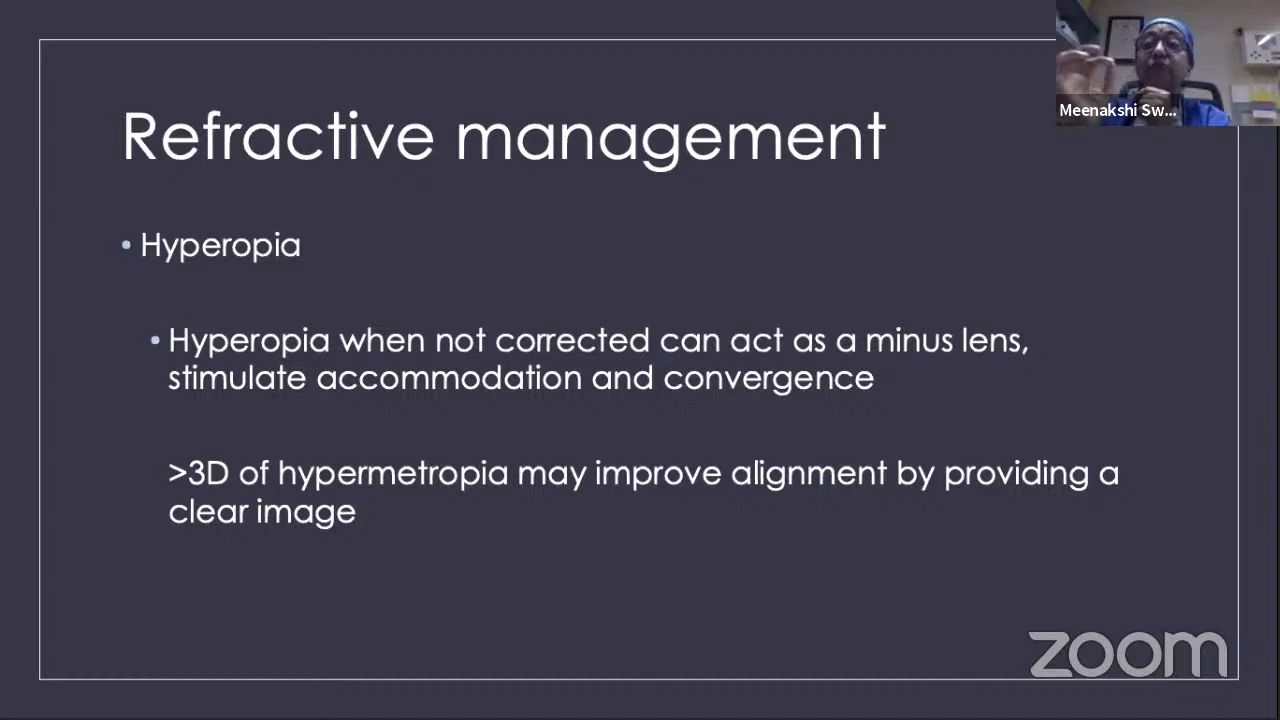 Meenakshi Sw...
Refractive management
• Hyperopia
• Hyperopia when not corrected can act as a minus lens,
stimulate accommodation and convergence
>3D of hypermetropia may improve alignment by providing a
clear image
zoom